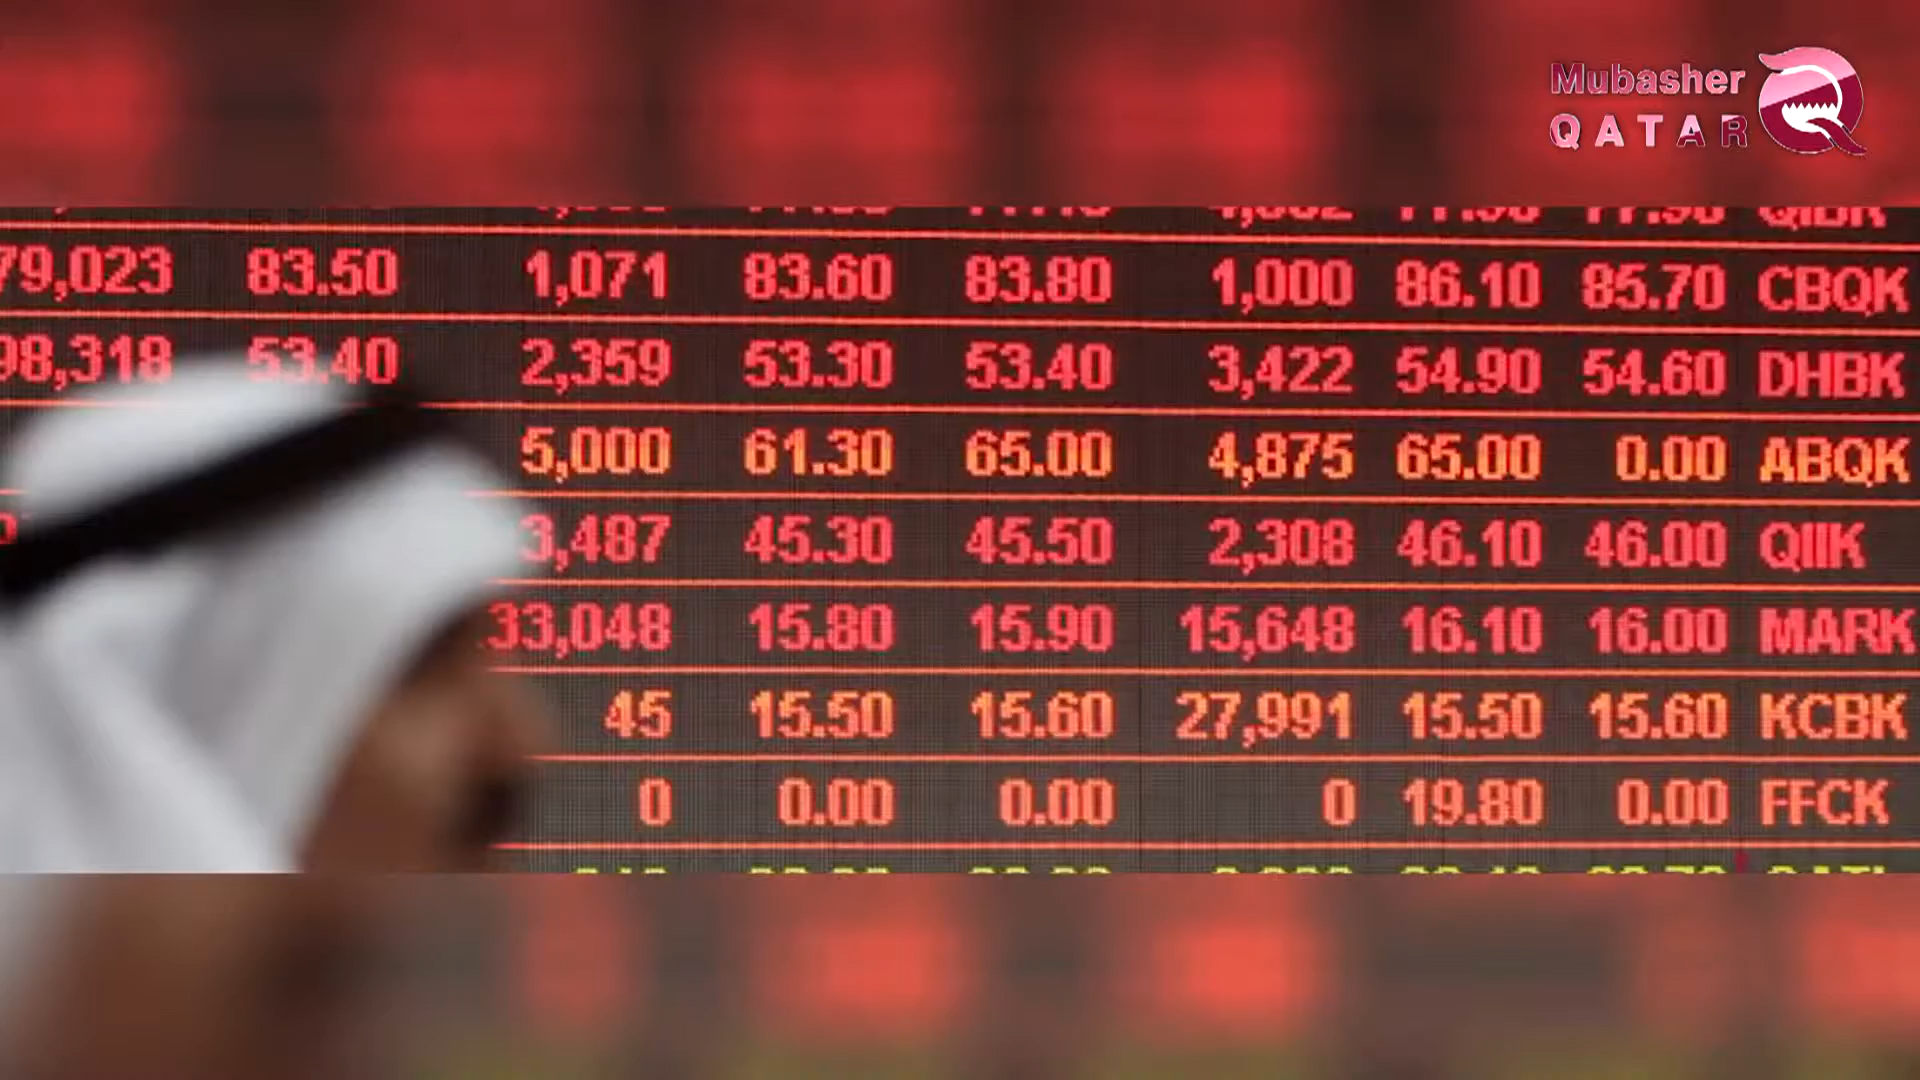 Mubasher
QATAR
79,023 83.50 1,071 83.60 83.80 1,000 86.10 85.70 CBQK
98,318 53.40 2,359 53.30 53.40 3,422 54.90 54.60 DHBK
5,000 61.30 65.00 4,875 65.00 0.00 ABQK
3,487 45.30 45.50 2,308 46.10 46.00 QIIK
33,048 15.80 15.90 15,648 16.10 16.00 MARK
45 15.50 15.60 27,991 15.50 15.60 KCBK
0 0.00 0.00 0 19.80 0.00 FFCK